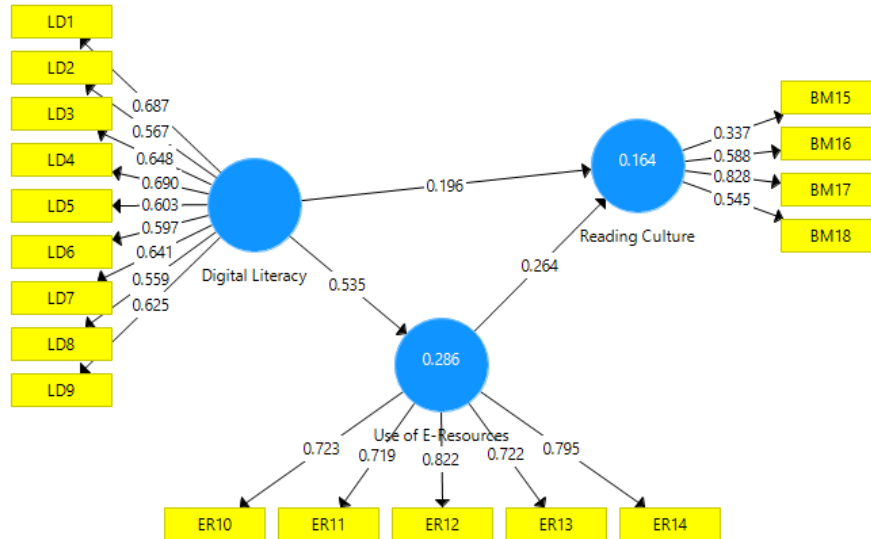 LD1
LD2
LD3
LD4
LD5
LD6
LD7
LD8
LD9
0.687
0.567
0.648
0.690
0.603
0.597
0.641
0.559
0.625
Digital Literacy
0.196
0.535
0.264
0.164
Reading Culture
0.337
0.588
0.828
0.545
BM15
BM16
BM17
BM18
0.286
Use of E-Resources
0.723
0.719
0.822
0.722
0.795
ER10
ER11
ER12
ER13
ER14